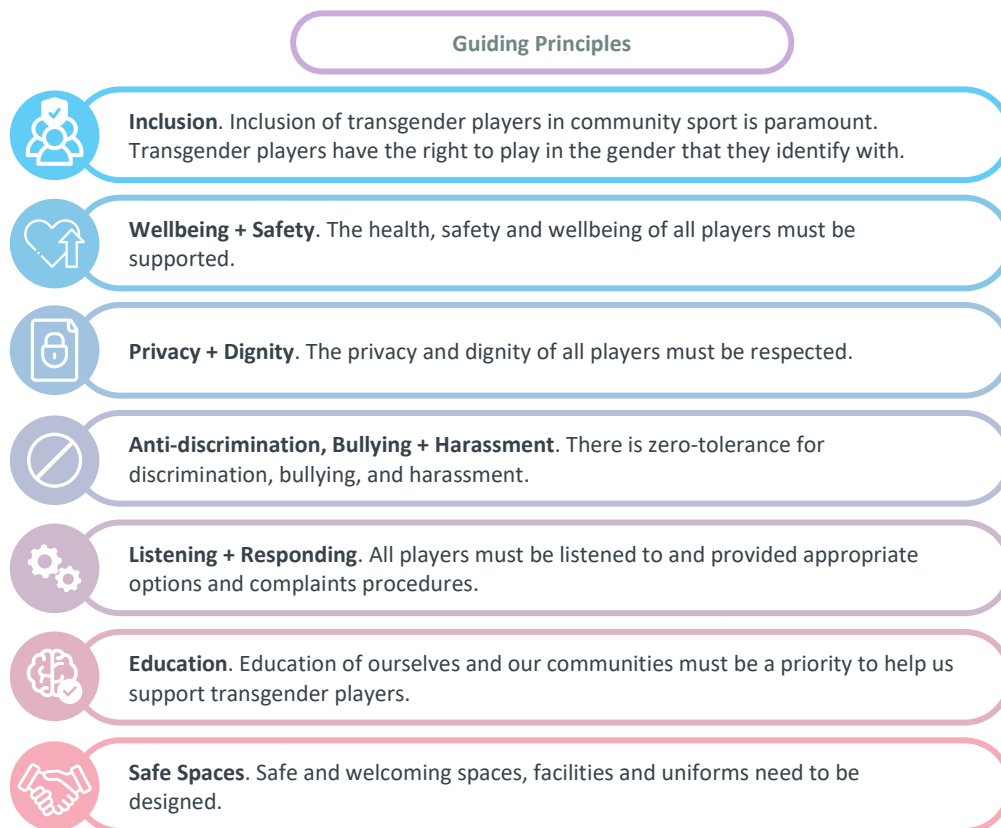 Guiding Principles
Inclusion. Inclusion of transgender players in community sport is paramount.
Transgender players have the right to play in the gender that they identify with.
Wellbeing + Safety. The health, safety and wellbeing of all players must be
supported.
Privacy + Dignity. The privacy and dignity of all players must be respected.
Anti-discrimination, Bullying + Harassment. There is zero-tolerance for
discrimination, bullying, and harassment.
Listening + Responding. All players must be listened to and provided appropriate
options and complaints procedures.
Education. Education of ourselves and our communities must be a priority to help us
support transgender players.
Safe Spaces. Safe and welcoming spaces, facilities and uniforms need to be
designed.